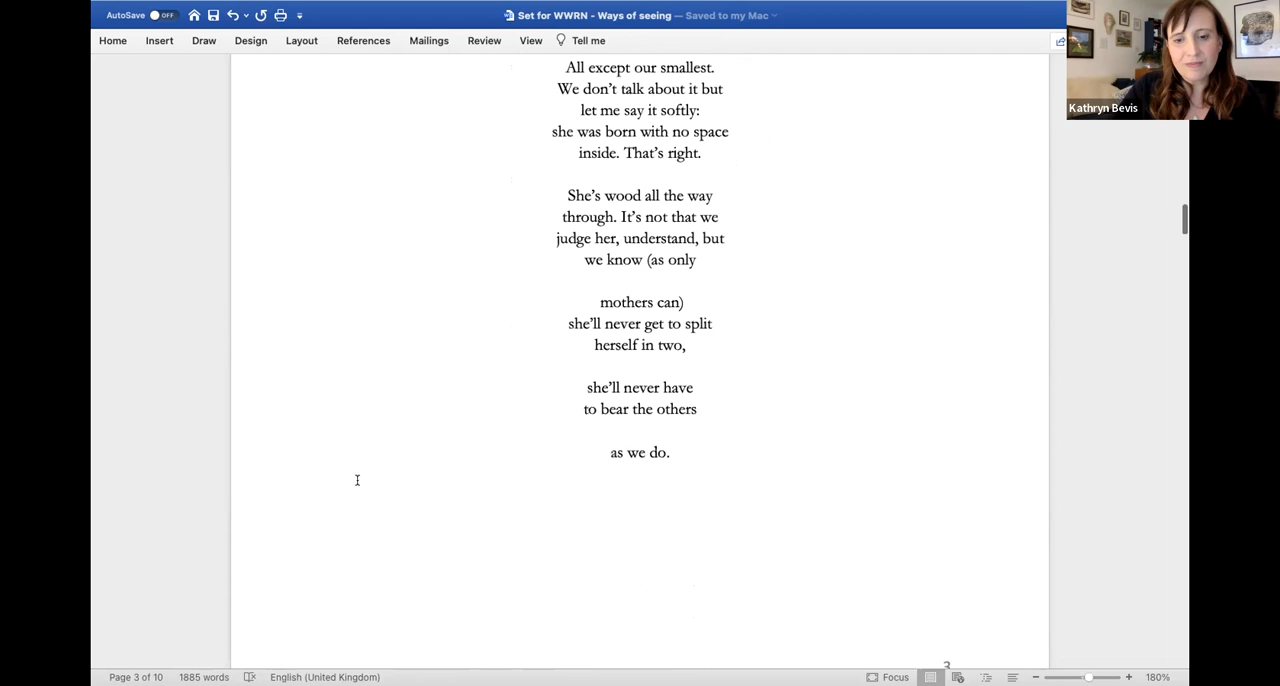 AutoSave OFF
Set for WWRN - Ways of seeing — Saved to my Mac
Home Insert Draw Design Layout References Mailings Review View Tell me
Kathryn Bevis
All except our smallest.
We don't talk about it but
let me say it softly:
she was born with no space
inside. That's right.
She's wood all the way
through. It's not that we
judge her, understand, but
we know (as only
mothers can)
she'll never get to split
herself in two,
she'll never have
to bear the others
as we do.
3
Page 3 of 10 1885 words English (United Kingdom) Focus 180%